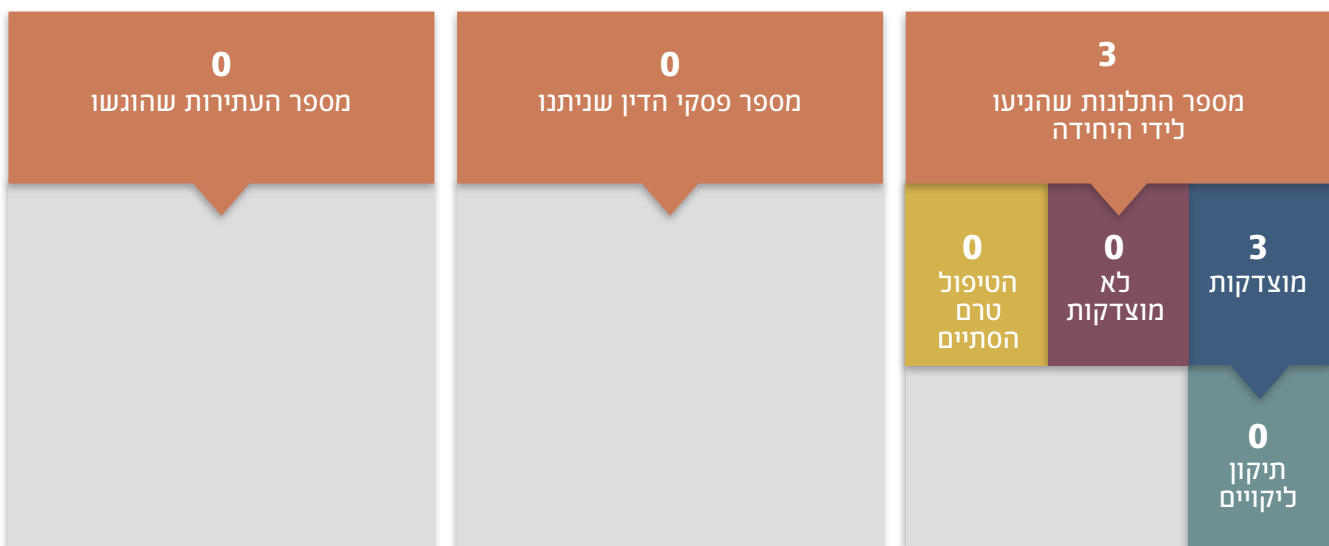 3
מספר התלונות שהגיעו
לידי היחידה
3
מוצדקות
0
לא
מוצדקות
0
הטיפול
טרם
הסתיים
0
תיקון
ליקויים
0
מספר פסקי הדין שניתנו
0
מספר העתירות שהוגשו